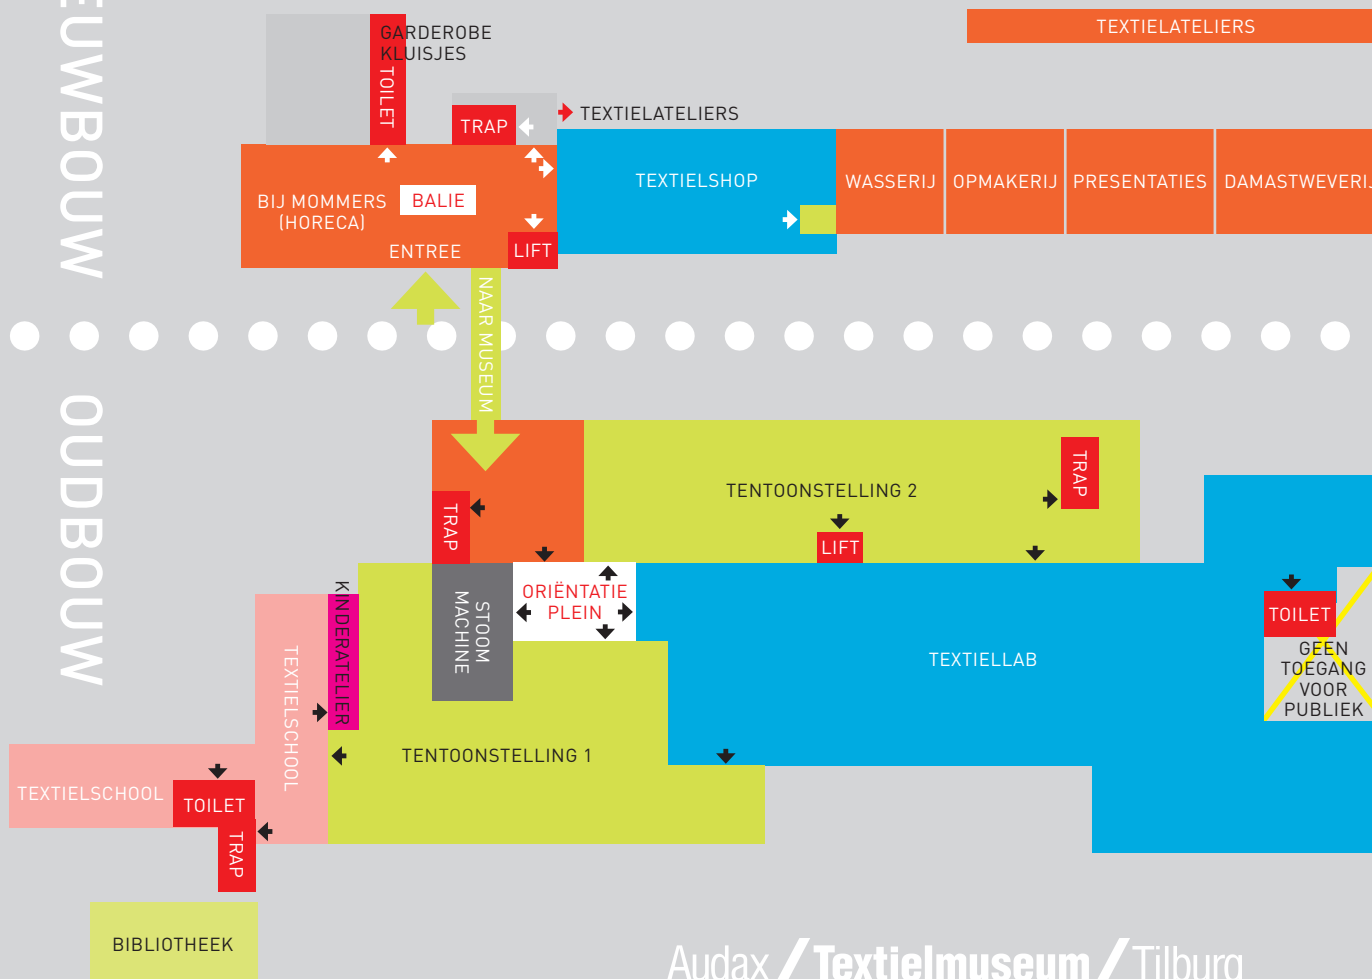 EUWBOUW
GARDEROBE
KLUISJES
TOILET
TEXTIELATELIERS
TRAP
TEXTIELATELIERS
BIJ MOMMERS
(HORECA)
BALIE
ENTREE
LIFT
TEXTIELSHOP
WASSERIJ
OPMAKERIJ
PRESENTATIES
DAMASTWEVERIJ
NAAR MUSEUM
OUDBOUW
TRAP
TENTOONSTELLING 2
LIFT
TRAP
ORIËNTATIE
PLEIN
STOOM
MACHINE
KINDERATELIER
TEXTIELSCHOOL
TENTOONSTELLING 1
TEXTIELLAB
TOILET
GEEN
TOEGANG
VOOR
PUBLIEK
TEXTIELSCHOOL
TOILET
TRAP
BIBLIOTHEEK
Audax / Textielmuseum / Tilburg